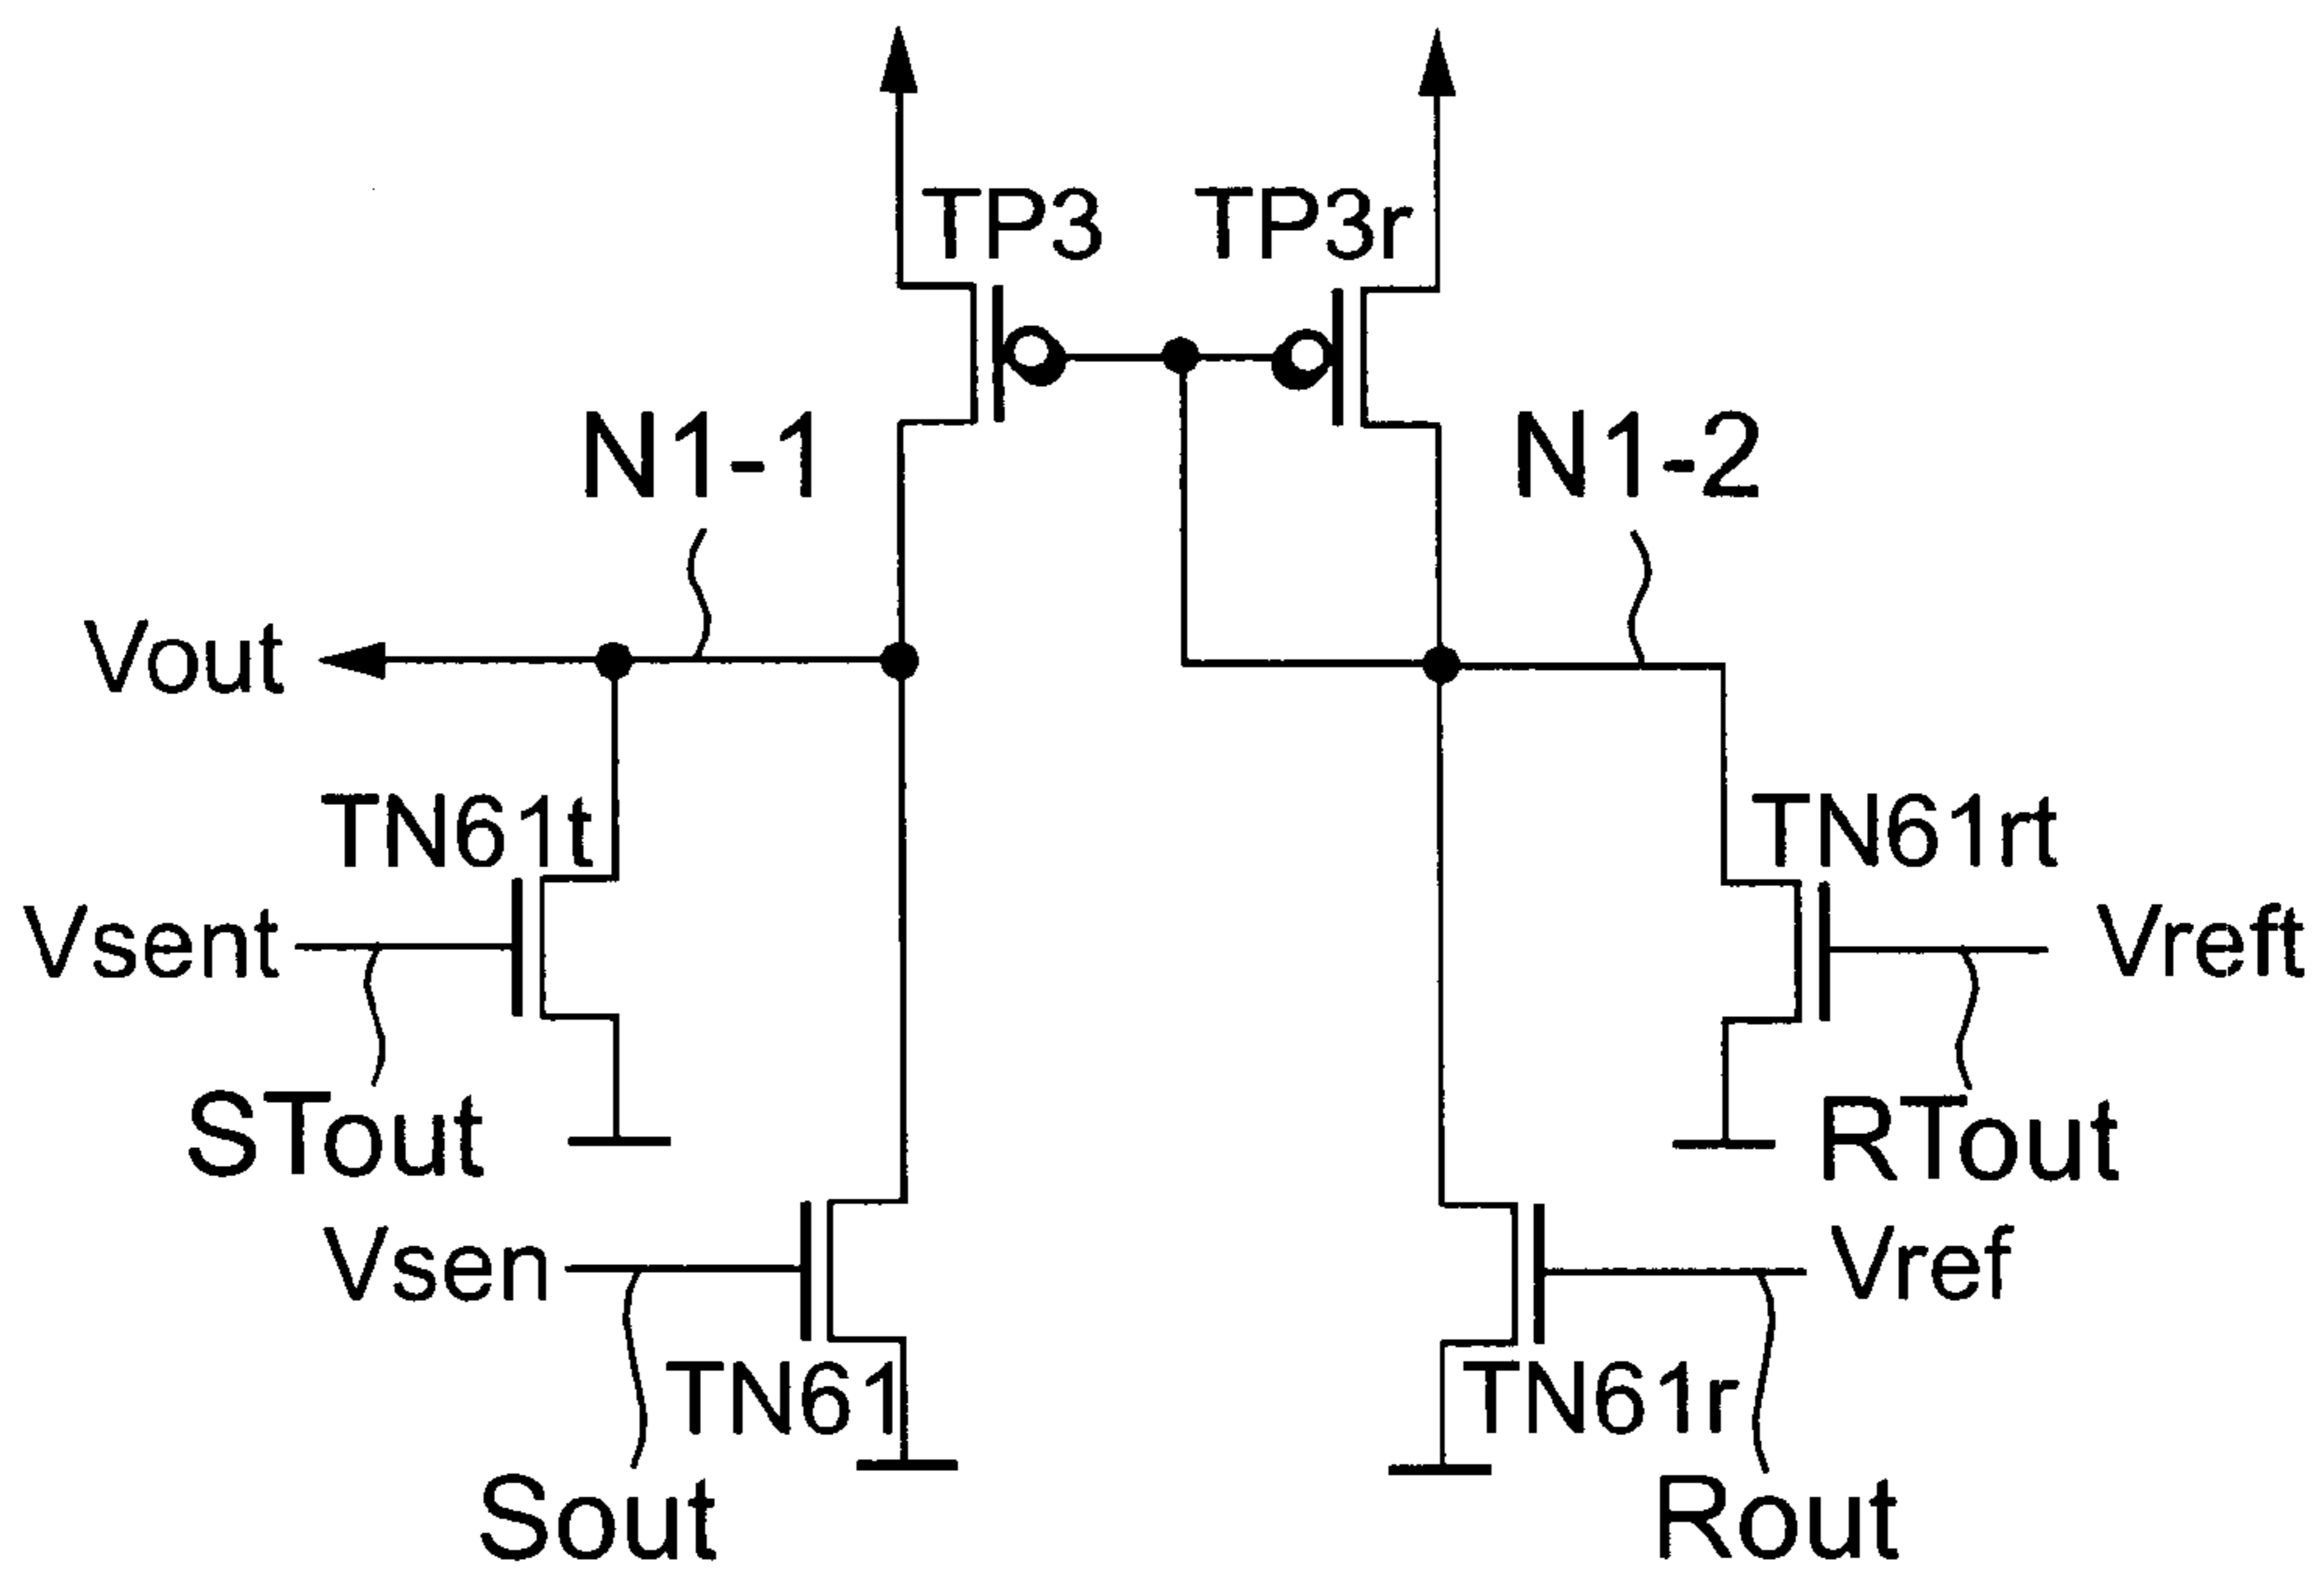 TP3 TP3r
N1-1 N1-2
Vout
TN61t TN61rt
Vsent Vreft
STout RTout
Vsen Vref
TN61 TN61r
Sout Rout